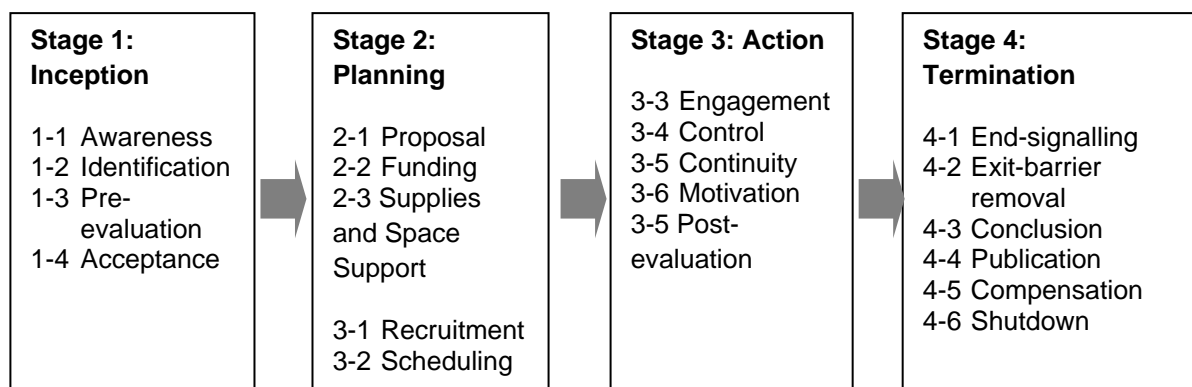 Stage 1:
Inception
1-1 Awareness
1-2 Identification
1-3 Pre-
evaluation
1-4 Acceptance
Stage 2:
Planning
2-1 Proposal
2-2 Funding
2-3 Supplies
and Space
Support
3-1 Recruitment
3-2 Scheduling
Stage 3: Action
3-3 Engagement
3-4 Control
3-5 Continuity
3-6 Motivation
3-5 Post-
evaluation
Stage 4:
Termination
4-1 End-signalling
4-2 Exit-barrier
removal
4-3 Conclusion
4-4 Publication
4-5 Compensation
4-6 Shutdown